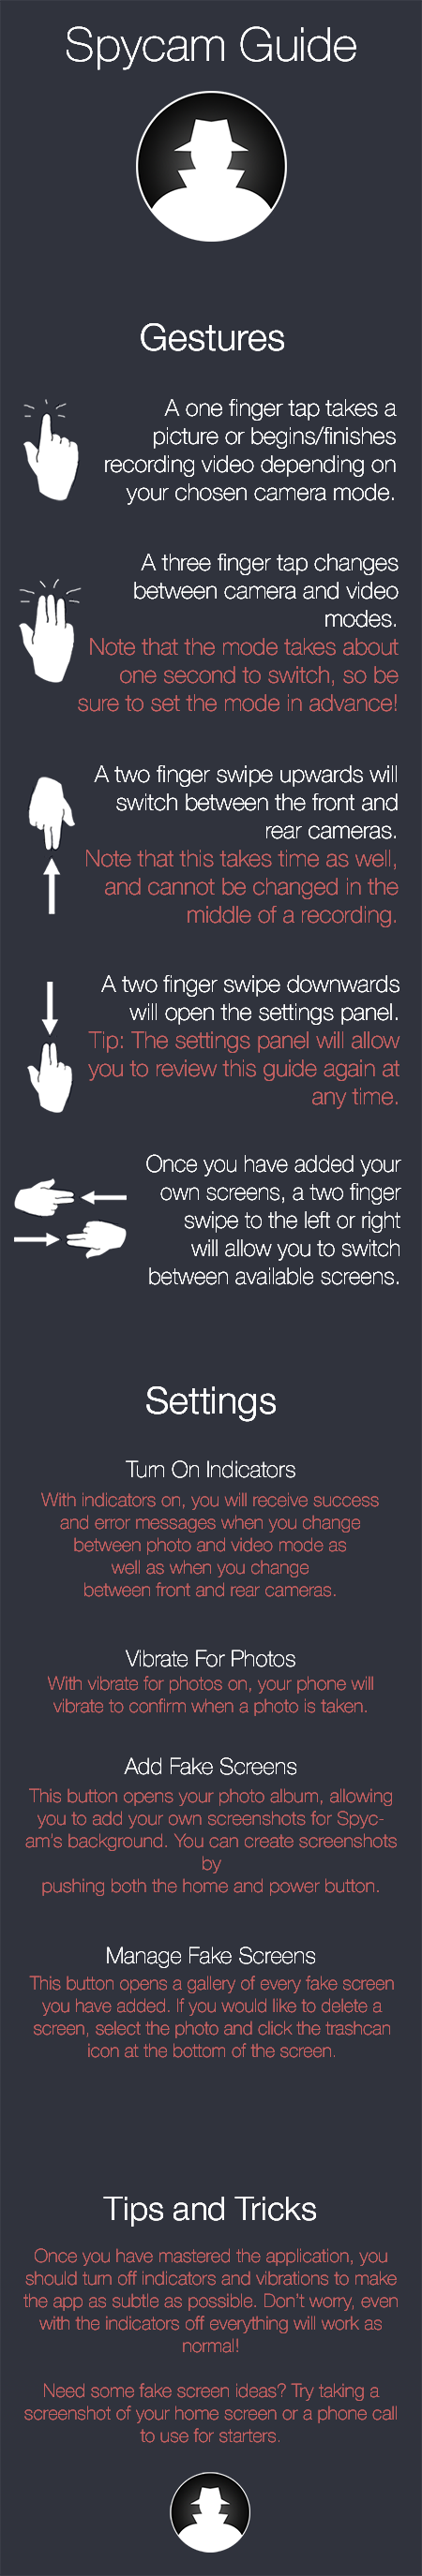 Spycam Guide
Gestures
A one finger tap takes a
picture or begins/finishes
recording video depending on
your chosen camera mode.
A three finger tap changes
between camera and video
modes.
Note that the mode takes about
one second to switch, so be
sure to set the mode in advance!
A two finger swipe upwards will
switch between the front and
rear cameras.
Note that this takes time as well,
and cannot be changed in the
middle of a recording.
A two finger swipe downwards
will open the settings panel.
Tip: The settings panel will allow
you to review this guide again at
any time.
Once you have added your
own screens, a two finger
swipe to the left or right
will allow you to switch
between available screens.
Settings
Turn On Indicators
With indicators on, you will receive success
and error messages when you change
between photo and video mode as
well as when you change
between front and rear cameras.
Vibrate For Photos
With vibrate for photos on, your phone will
vibrate to confirm when a photo is taken.
Add Fake Screens
This button opens your photo album, allowing
you to add your own screenshots for Spyc-
am's background. You can create screenshots
by
pushing both the home and power button.
Manage Fake Screens
This button opens a gallery of every fake screen
you have added. If you would like to delete a
screen, select the photo and click the trashcan
icon at the bottom of the screen.
Tips and Tricks
Once you have mastered the application, you
should turn off indicators and vibrations to make
the app as subtle as possible. Don't worry, even
with the indicators off everything will work as
normal!
Need some fake screen ideas? Try taking a
screenshot of your home screen or a phone call
to use for starters.